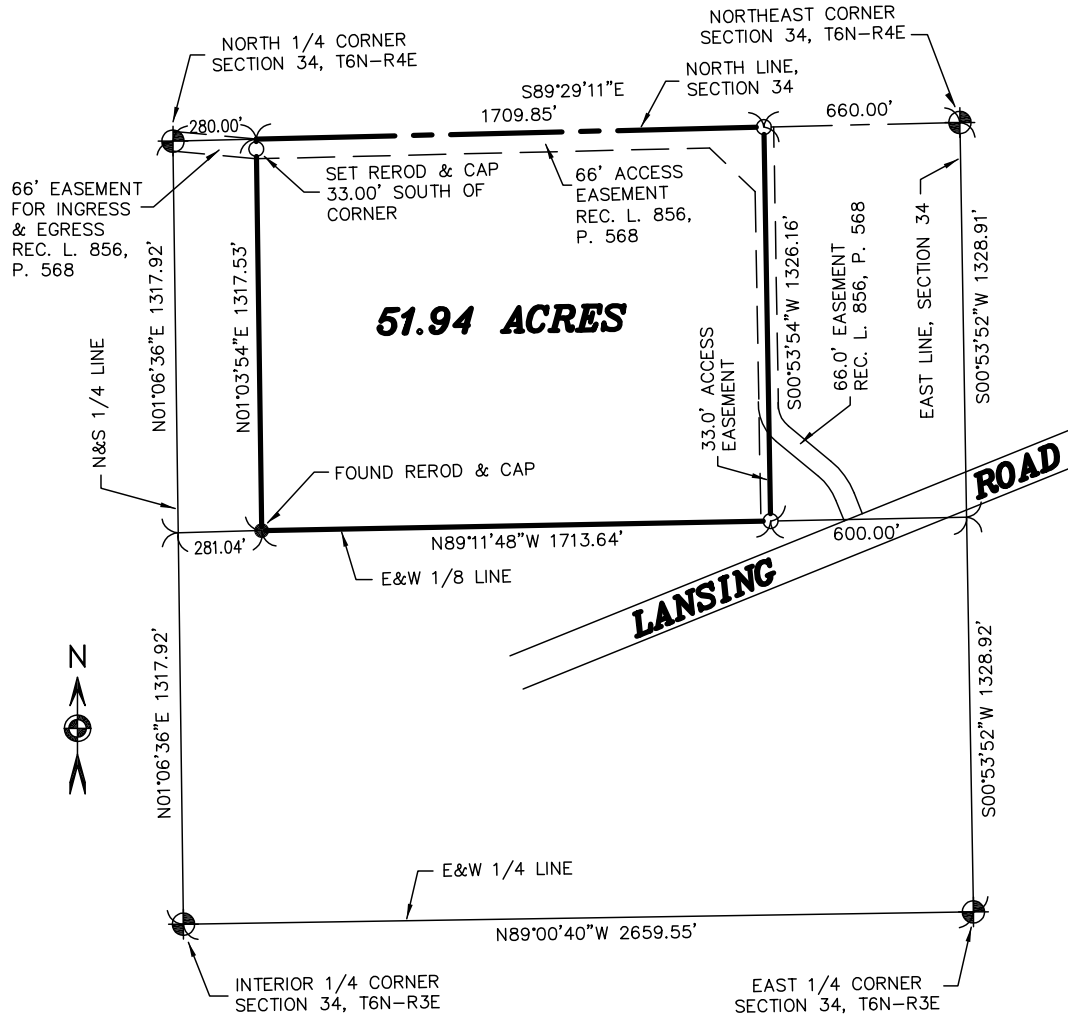 NORTH 1/4 CORNER
SECTION 34, T6N-R4E
NORTHEAST CORNER
SECTION 34, T6N-R4E
NORTH LINE,
SECTION 34
S89°29'11"E
1709.85'
660.00'
280.00'
SET REROD & CAP
33.00' SOUTH OF
CORNER
66' ACCESS
EASEMENT
REC. L. 856,
P. 568
66' EASEMENT
FOR INGRESS
& EGRESS
REC. L. 856,
P. 568
N01°06'36"E 1317.92'
N01°03'54"E 1317.53'
51.94 ACRES
S00°53'54"W 1326.16'
66.0' EASEMENT
REC. L. 856, P. 568
EAST LINE, SECTION 34
S00°53'52"W 1328.91'
N&S 1/4 LINE
33.0' ACCESS
EASEMENT
FOUND REROD & CAP
LANSING ROAD
281.04'
N89°11'48"W 1713.64'
600.00'
E&W 1/8 LINE
N01°06'36"E 1317.92'
S00°53'52"W 1328.92'
N
E&W 1/4 LINE
N89°00'40"W 2659.55'
INTERIOR 1/4 CORNER
SECTION 34, T6N-R3E
EAST 1/4 CORNER
SECTION 34, T6N-R3E